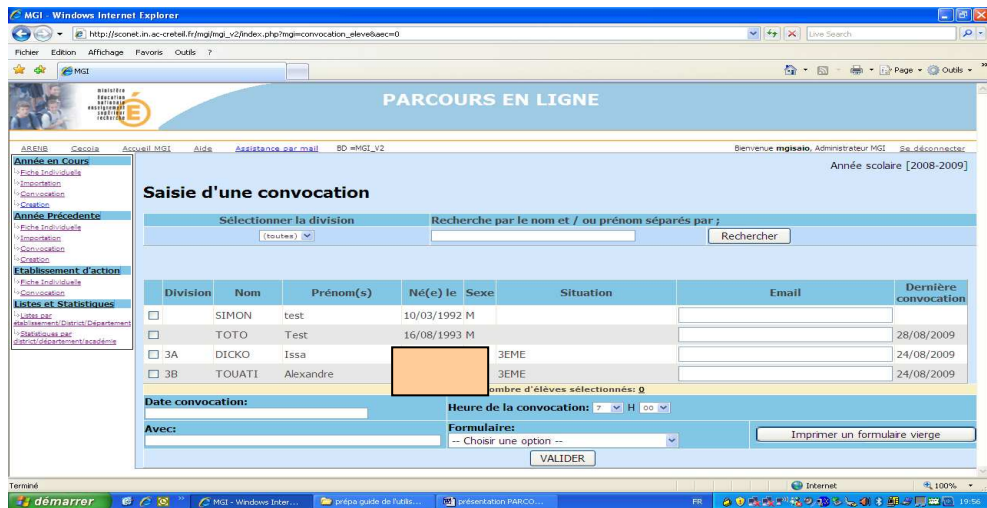 MGI - Windows Internet Explorer
http://sconet.in.ac-creteil.fr/mgi/mgi_v2/index.php?mgi=convocation_eleve&aec=0
Live Search
Fichier Edition Affichage Favoris Outils ?
MGI
Page Outils
PARCOURS EN LIGNE
ARENB Cecoia Accueil MGI Aide Assistance par mail BD =MGI_V2 Bienvenue mgisaio, Administrateur MGI Se déconnecter
Année scolaire [2008-2009]
Année en Cours
Fiche Individuelle
Importation
Convocation
Creation
Année Précedente
Fiche Individuelle
Importation
Convocation
Creation
Etablissement d'action
Fiche Individuelle
Convocation
Listes et Statistiques
Listes par établissement/District/Département
Statistiques par district/département/académie
Saisie d'une convocation
Sélectionner la division Recherche par le nom et / ou prénom séparés par ;
(toutes) Rechercher
Division Nom Prénom(s) Né(e) le Sexe Situation Email Dernière convocation
SIMON test 10/03/1992 M
TOTO Test 16/08/1993 M 28/08/2009
3A DICKO Issa 3EME 24/08/2009
3B TOUATI Alexandre 3EME 24/08/2009
ombre d'élèves sélectionnés: 0
Date convocation: Heure de la convocation: 7 H 00
Avec: Formulaire:
-- Choisir une option -- Imprimer un formulaire vierge
VALIDER
Terminé Internet 100%
démarrer MGI - Windows Inter... prépa guide de l'utilis... présentation PARCO... FR 19:56